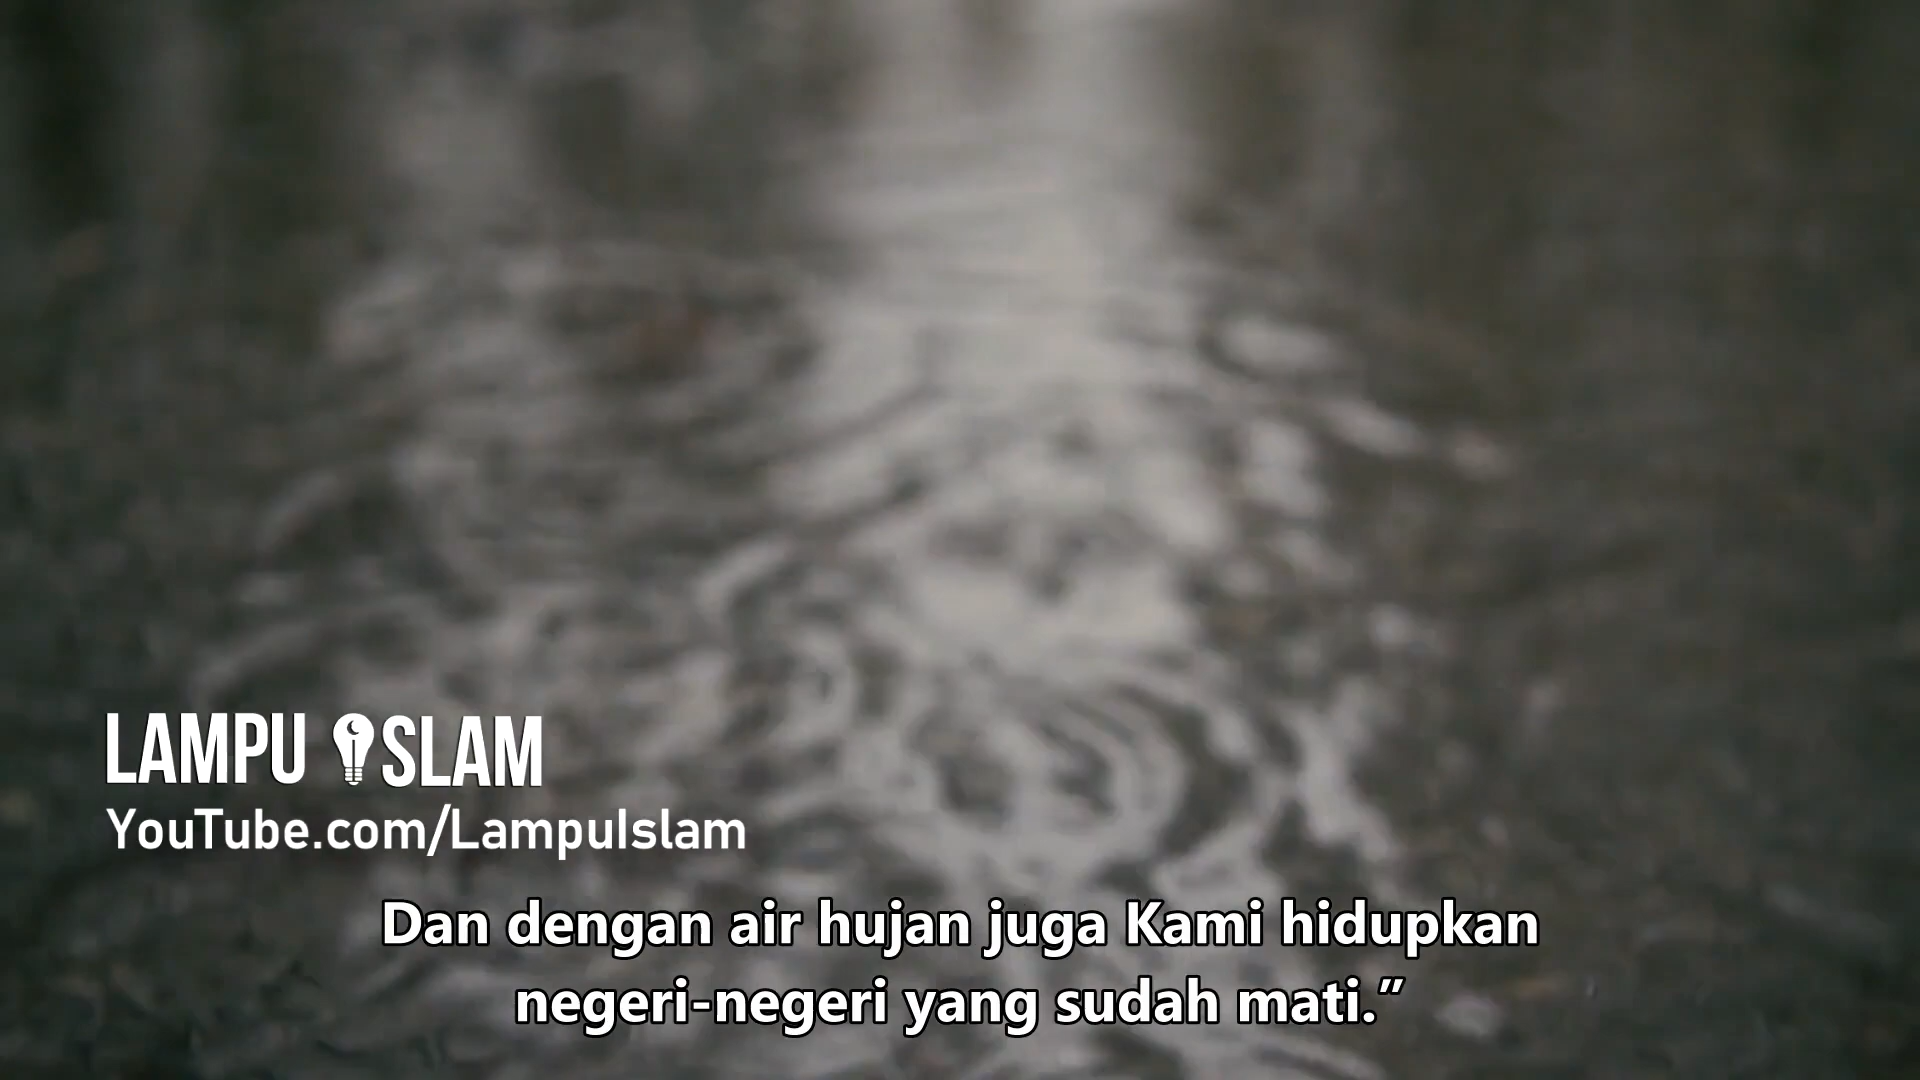 LAMPU ISLAM
YouTube.com/LampuIslam
Dan dengan air hujan juga Kami hidupkan
negeri-negeri yang sudah mati.”